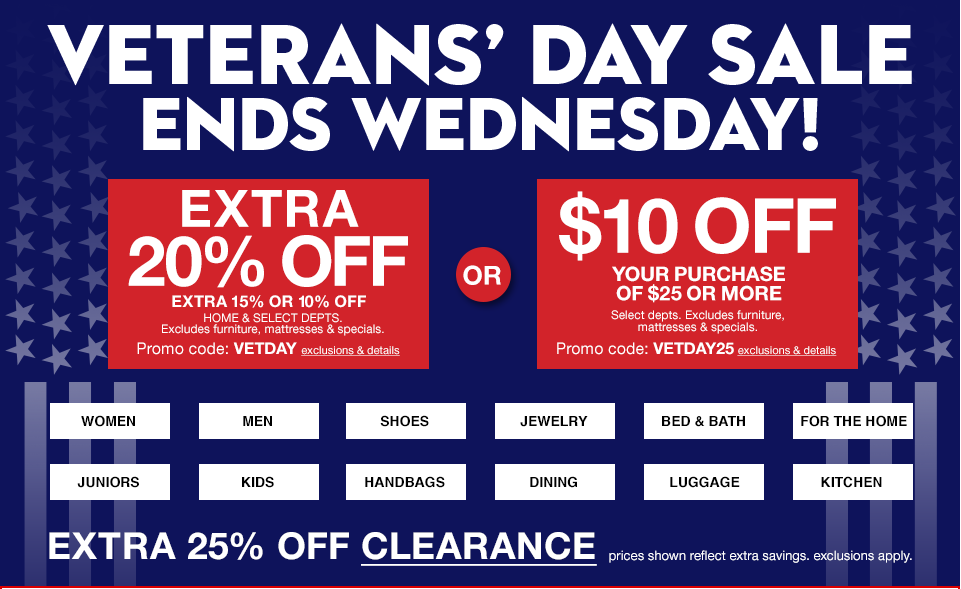 VETERANS’ DAY SALE
ENDS WEDNESDAY!
EXTRA
20% OFF
EXTRA 15% OR 10% OFF
HOME & SELECT DEPTS.
Excludes furniture, mattresses & specials.
Promo code: VETDAY exclusions & details
OR
$10 OFF
YOUR PURCHASE
OF $25 OR MORE
Select depts. Excludes furniture,
mattresses & specials.
Promo code: VETDAY25 exclusions & details
WOMEN
MEN
SHOES
JEWELRY
BED & BATH
FOR THE HOME
JUNIORS
KIDS
HANDBAGS
DINING
LUGGAGE
KITCHEN
EXTRA 25% OFF CLEARANCE prices shown reflect extra savings. exclusions apply.